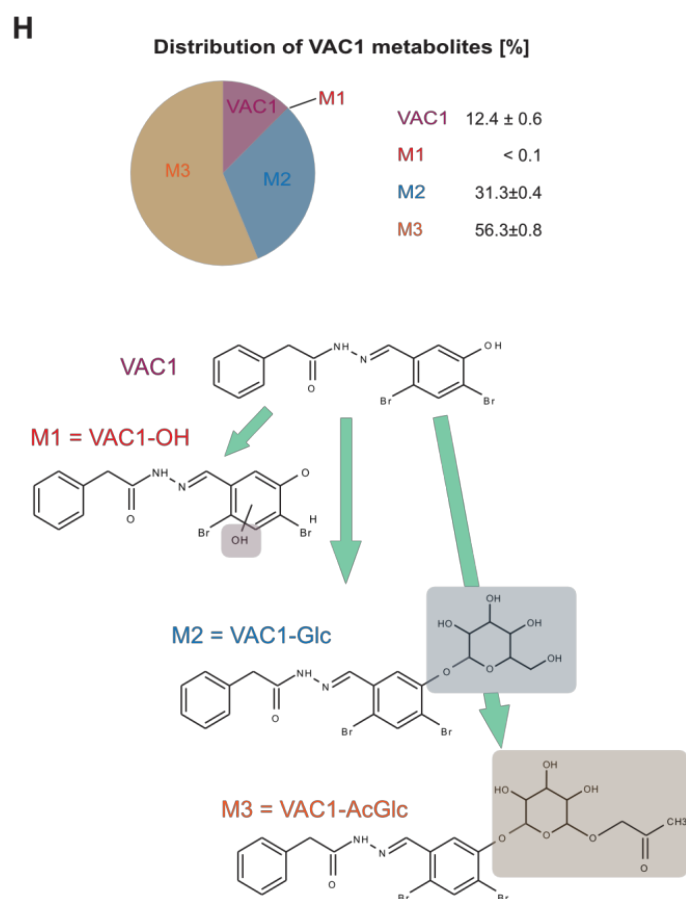 H
Distribution of VAC1 metabolites [%]
VAC1
M1
M2
M3
VAC1 12.4 ± 0.6
M1 < 0.1
M2 31.3±0.4
M3 56.3±0.8
VAC1
NH
N
O
OH
Br
Br
M1 = VAC1-OH
NH
N
O
O
Br
Br
H
OH
M2 = VAC1-Glc
OH
HO
OH
OH
O
O
NH
N
O
Br
Br
M3 = VAC1-AcGlc
OH
HO
OH
O
O
O
CH3
O
NH
N
O
Br
Br